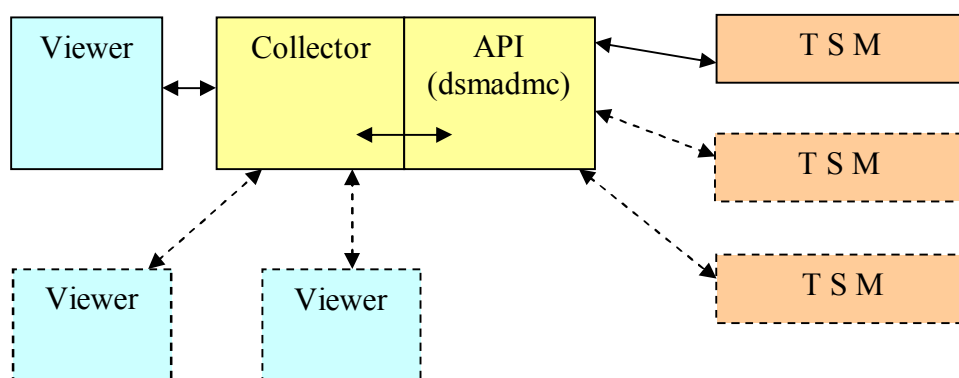 Viewer
Collector
API
(dsmadmc)
T S M
T S M
T S M
Viewer
Viewer